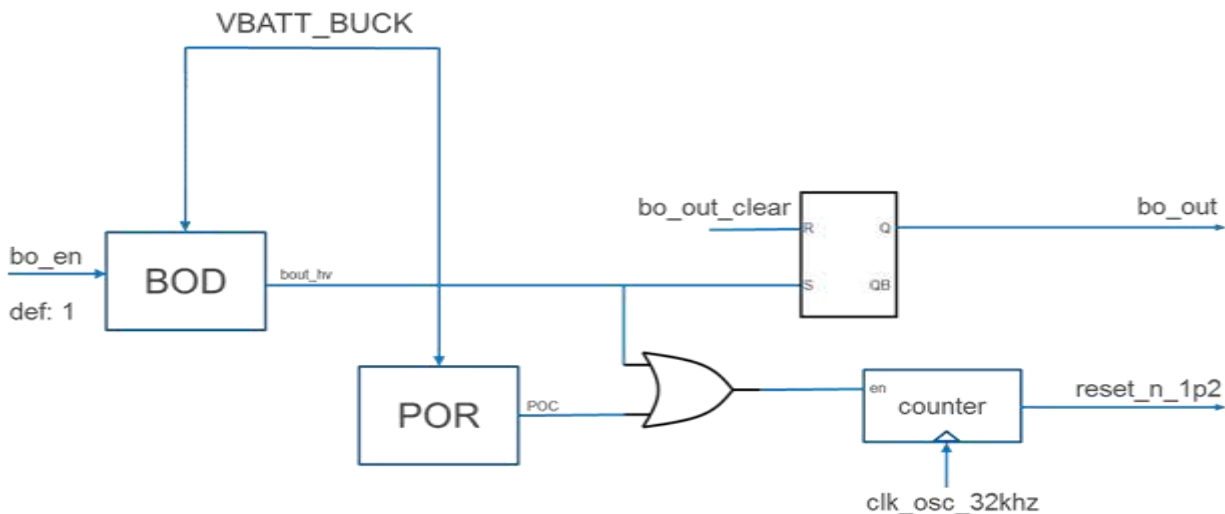 VBATT_BUCK
bo_en
def: 1
BOD
bout_hv
bo_out_clear
R
Q
S
QB
bo_out
POR
POC
en
counter
reset_n_1p2
clk_osc_32khz